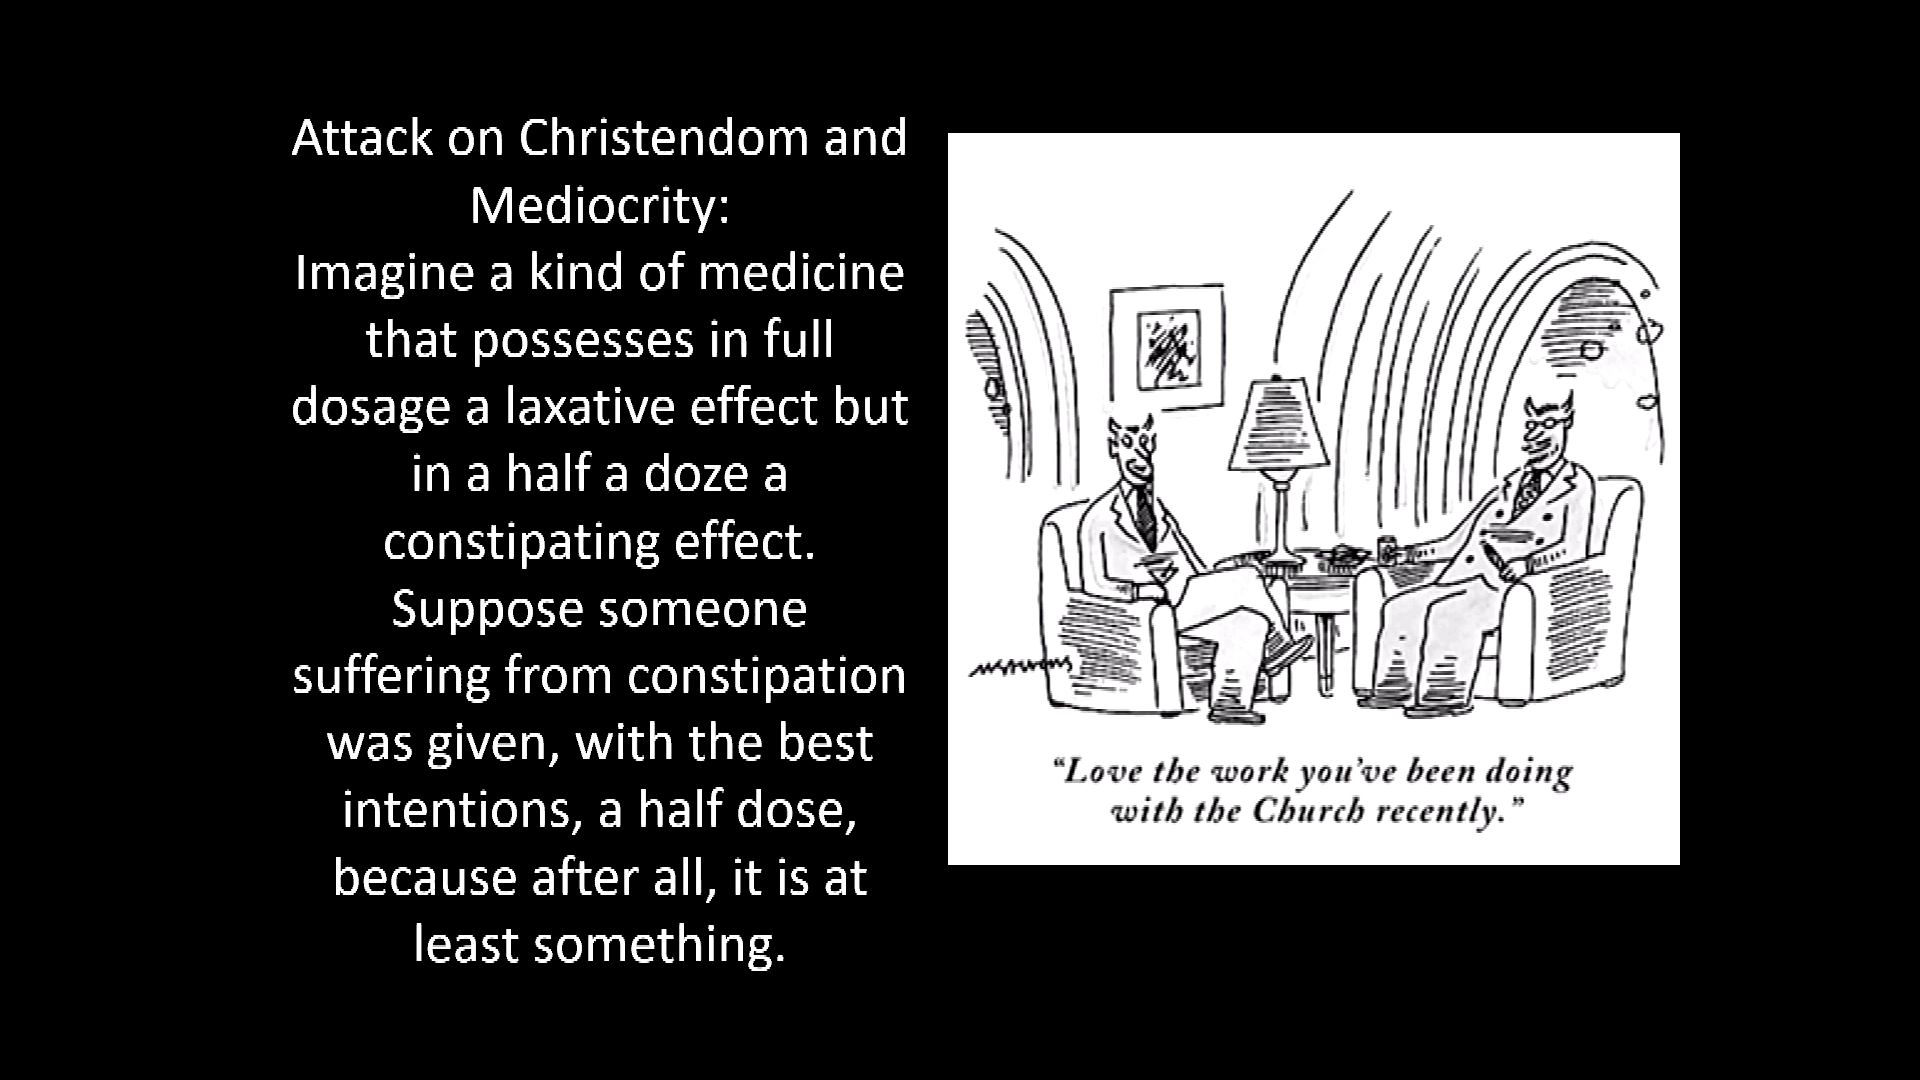 Attack on Christendom and
Mediocrity:
Imagine a kind of medicine
that possesses in full
dosage a laxative effect but
in a half a doze a
constipating effect.
Suppose someone
suffering from constipation
was given, with the best
intentions, a half dose,
because after all, it is at
least something.
“Love the work you’ve been doing
with the Church recently.”